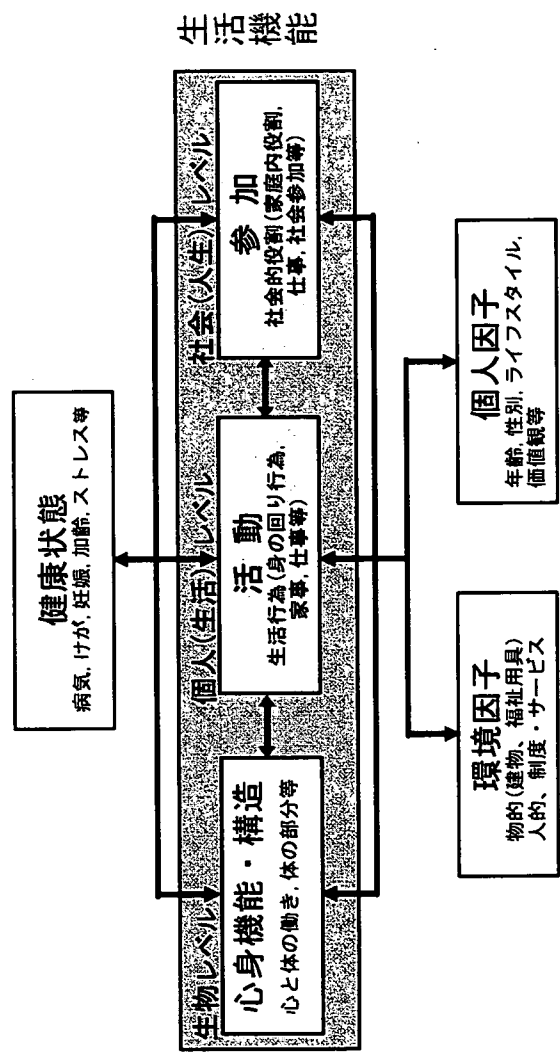 健康状態
病気, けが, 妊娠, 加齢, ストレス等
生物レベル
心身機能・構造
心と体の働き, 体の部分等
個人(生活)レベル
活動
生活行為(身の回り行為,
家事, 仕事等)
社会(人生)レベル
参加
社会的役割(家庭内役割,
仕事, 社会参加等)
生活機能
環境因子
物的(建物、福祉用具)
人的、制度・サービス
個人因子
年齢, 性別, ライフスタイル,
価値観等